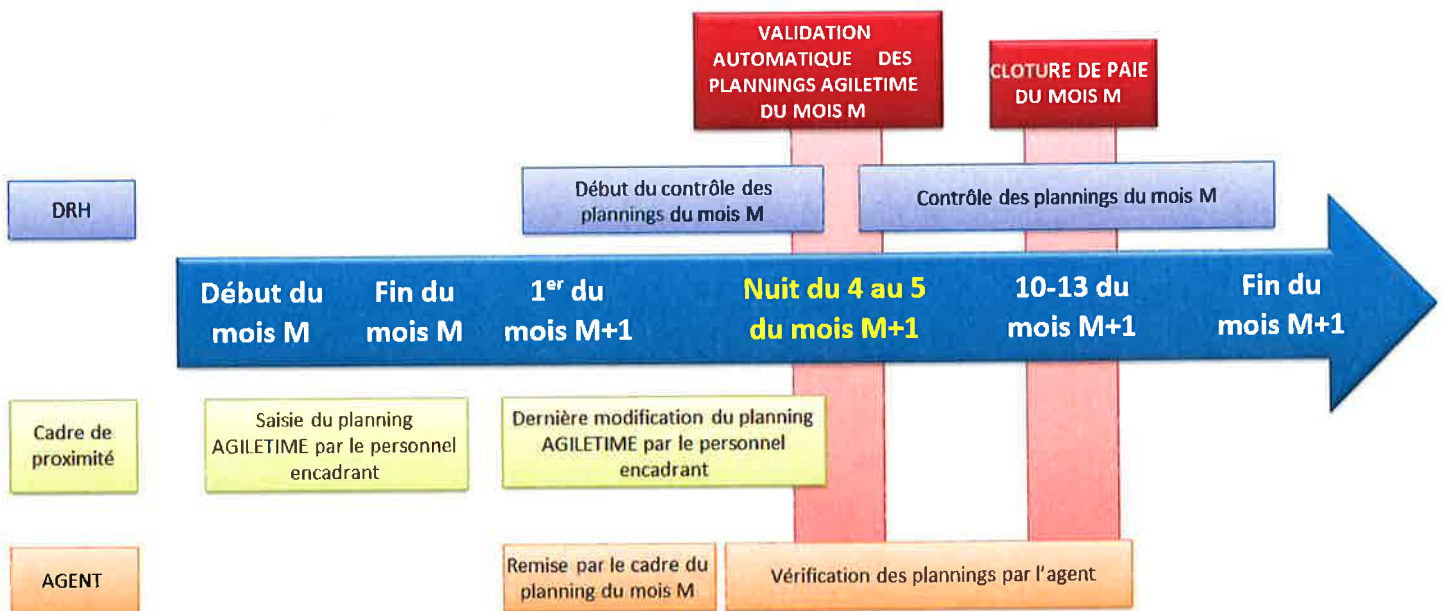 VALIDATION
AUTOMATIQUE DES
PLANNINGS AGILETIME
DU MOIS M
CLOTURE DE PAIE
DU MOIS M
DRH
Début du contrôle des
plannings du mois M
Contrôle des plannings du mois M
Début du
mois M
Fin du
mois M
1er du
mois M+1
Nuit du 4 au 5
du mois M+1
10-13 du
mois M+1
Fin du
mois M+1
Cadre de
proximité
Saisie du planning
AGILETIME par le personnel
encadrant
Dernière modification du planning
AGILETIME par le personnel
encadrant
AGENT
Remise par le cadre du
planning du mois M
Vérification des plannings par l'agent